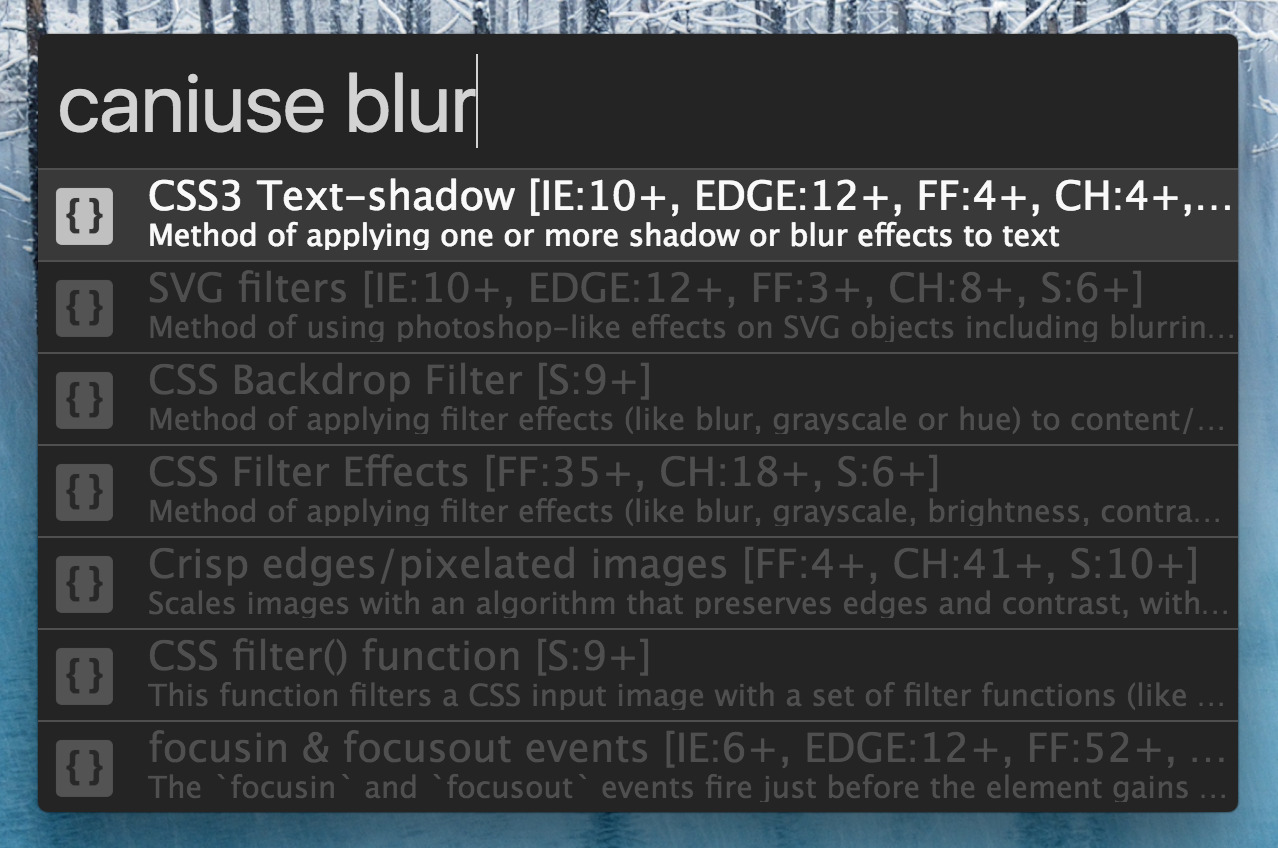 caniuse blur
{} CSS3 Text-shadow [IE:10+, EDGE:12+, FF:4+, CH:4+,...
Method of applying one or more shadow or blur effects to text
{} SVG filters [IE:10+, EDGE:12+, FF:3+, CH:8+, S:6+]
Method of using photoshop-like effects on SVG objects including blurrin...
{} CSS Backdrop Filter [S:9+]
Method of applying filter effects (like blur, grayscale or hue) to content/...
{} CSS Filter Effects [FF:35+, CH:18+, S:6+]
Method of applying filter effects (like blur, grayscale, brightness, contra...
{} Crisp edges/pixelated images [FF:4+, CH:41+, S:10+]
Scales images with an algorithm that preserves edges and contrast, with...
{} CSS filter() function [S:9+]
This function filters a CSS input image with a set of filter functions (like ...
{} focusin & focusout events [IE:6+, EDGE:12+, FF:52+, ...
The `focusin` and `focusout` events fire just before the element gains ...